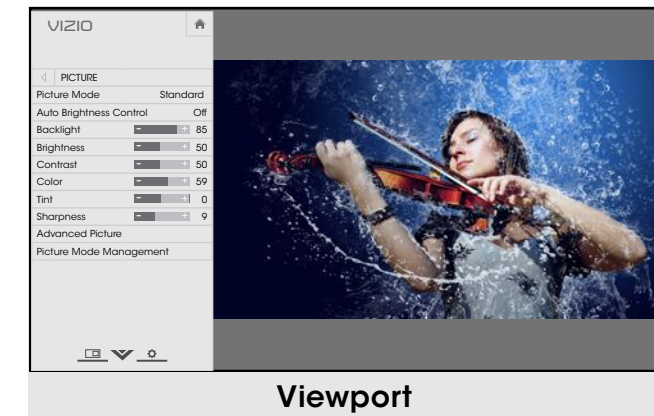 VIZIO
PICTURE
Picture Mode Standard
Auto Brightness Control Off
Backlight - + 85
Brightness - + 50
Contrast - + 50
Color - + 59
Tint - + 0
Sharpness - + 9
Advanced Picture
Picture Mode Management
Viewport